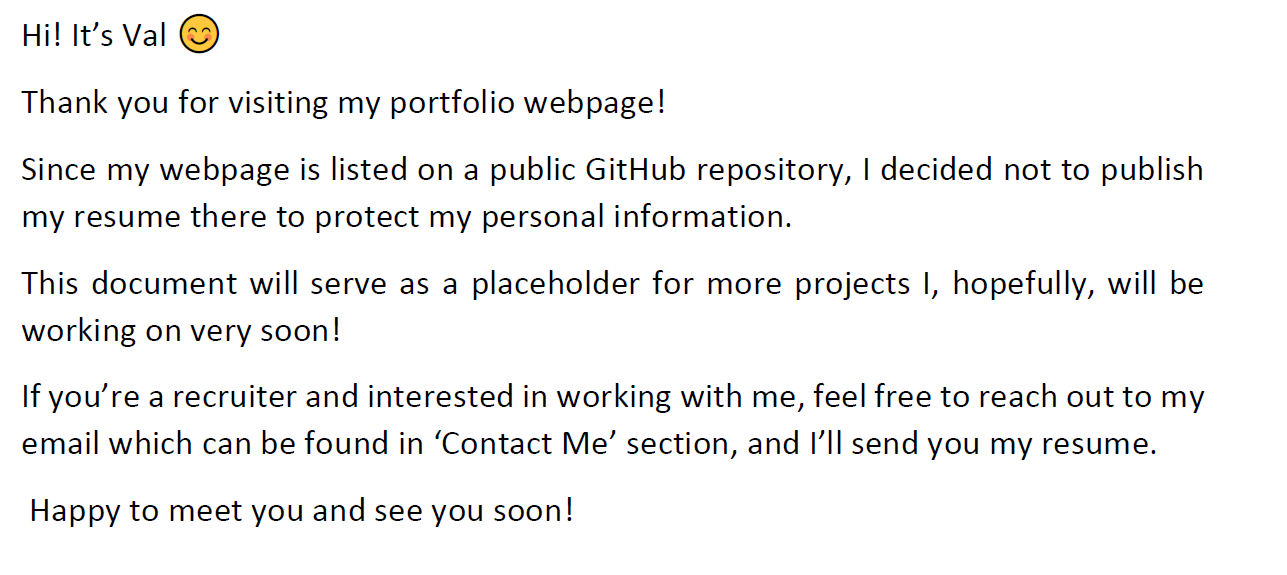 Hi! It’s Val 😊
Thank you for visiting my portfolio webpage!
Since my webpage is listed on a public GitHub repository, I decided not to publish
my resume there to protect my personal information.
This document will serve as a placeholder for more projects I, hopefully, will be
working on very soon!
If you’re a recruiter and interested in working with me, feel free to reach out to my
email which can be found in ‘Contact Me’ section, and I’ll send you my resume.
Happy to meet you and see you soon!